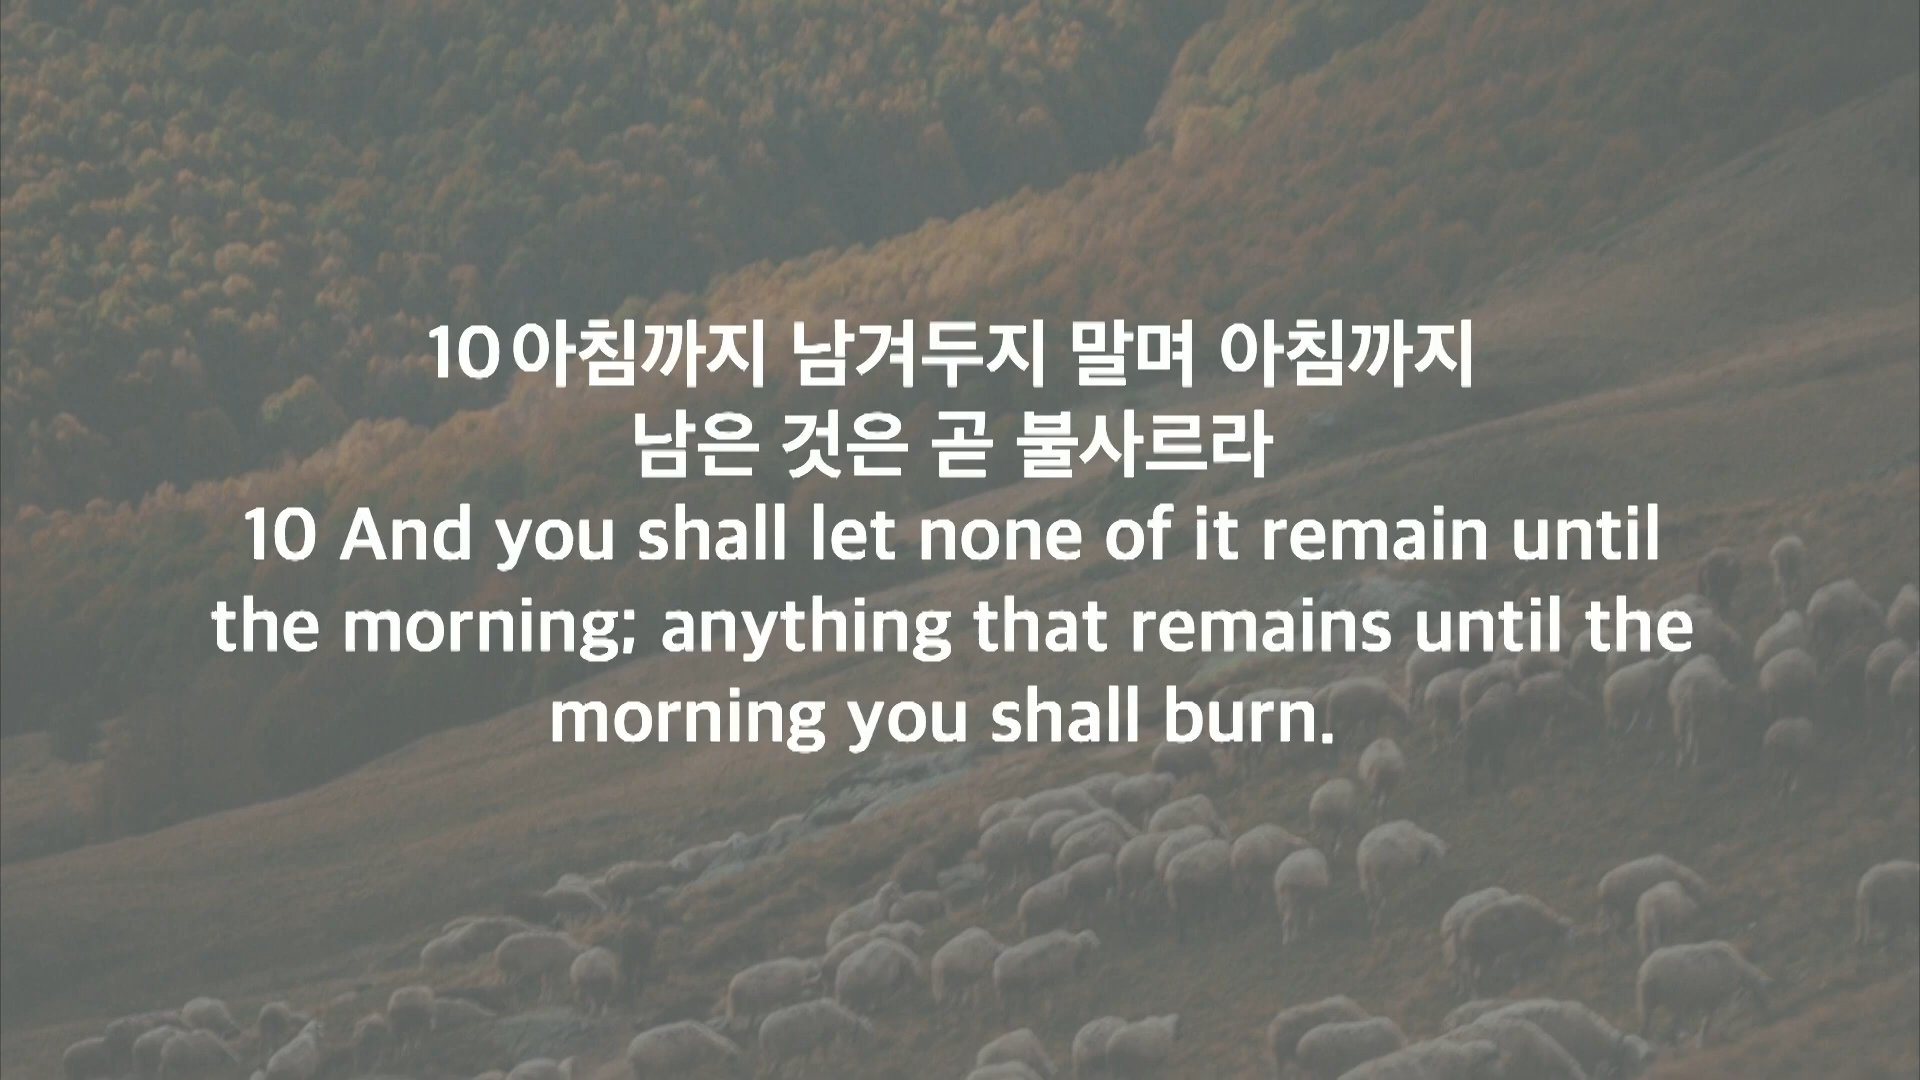 10 아침까지 남겨두지 말며 아침까지
남은 것은 곧 불사르라
10 And you shall let none of it remain until
the morning; anything that remains until the
morning you shall burn.